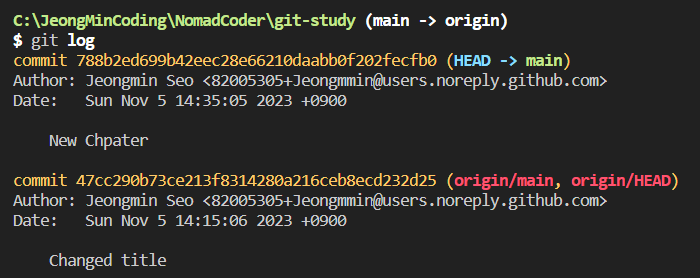 C:\JeongMinCoding\NomadCoder\git-study (main -> origin)
$ git log
commit 788b2ed699b42eec28e66210daabb0f202fecfb0 (HEAD -> main)
Author: Jeongmin Seo <82005305+Jeongmmin@users.noreply.github.com>
Date:   Sun Nov 5 14:35:05 2023 +0900
New Chpater
commit 47cc290b73ce213f8314280a216ceb8ecd232d25 (origin/main, origin/HEAD)
Author: Jeongmin Seo <82005305+Jeongmmin@users.noreply.github.com>
Date:   Sun Nov 5 14:15:06 2023 +0900
Changed title